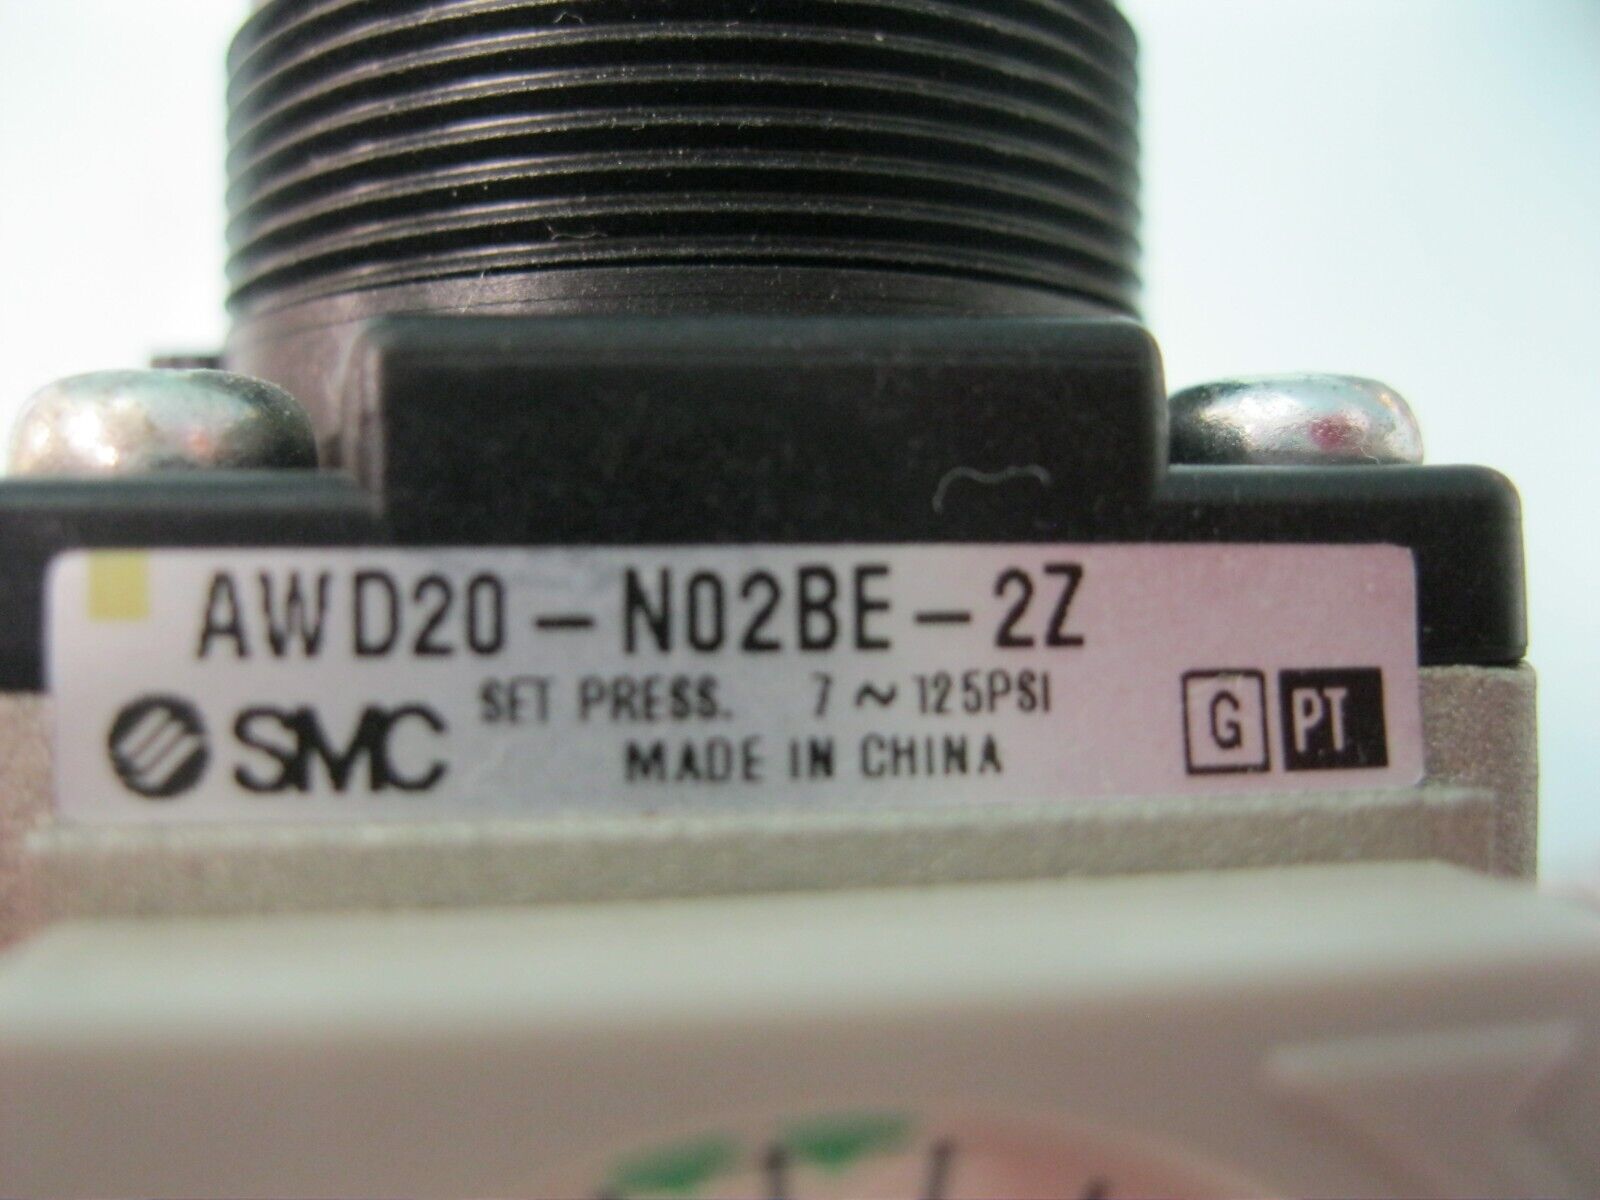 AWD20-N02BE-2Z
SMC SET PRESS. 7~125PSI
MADE IN CHINA
G PT